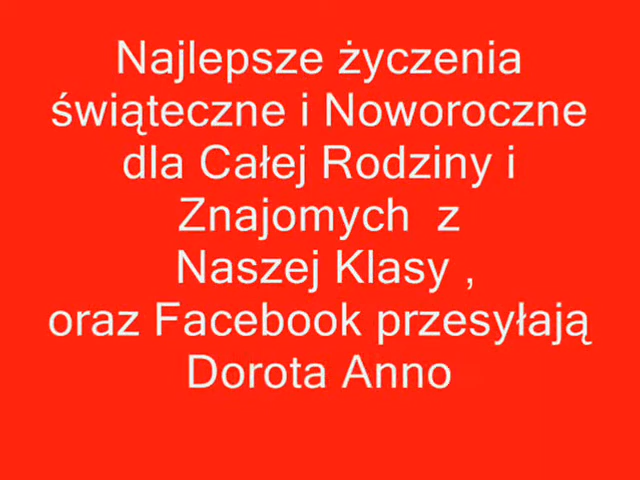 Najlepsze życzenia
świąteczne i Noworoczne
dla Całej Rodziny i
Znajomych  z
Naszej Klasy ,
oraz Facebook przesyłają
Dorota Anno